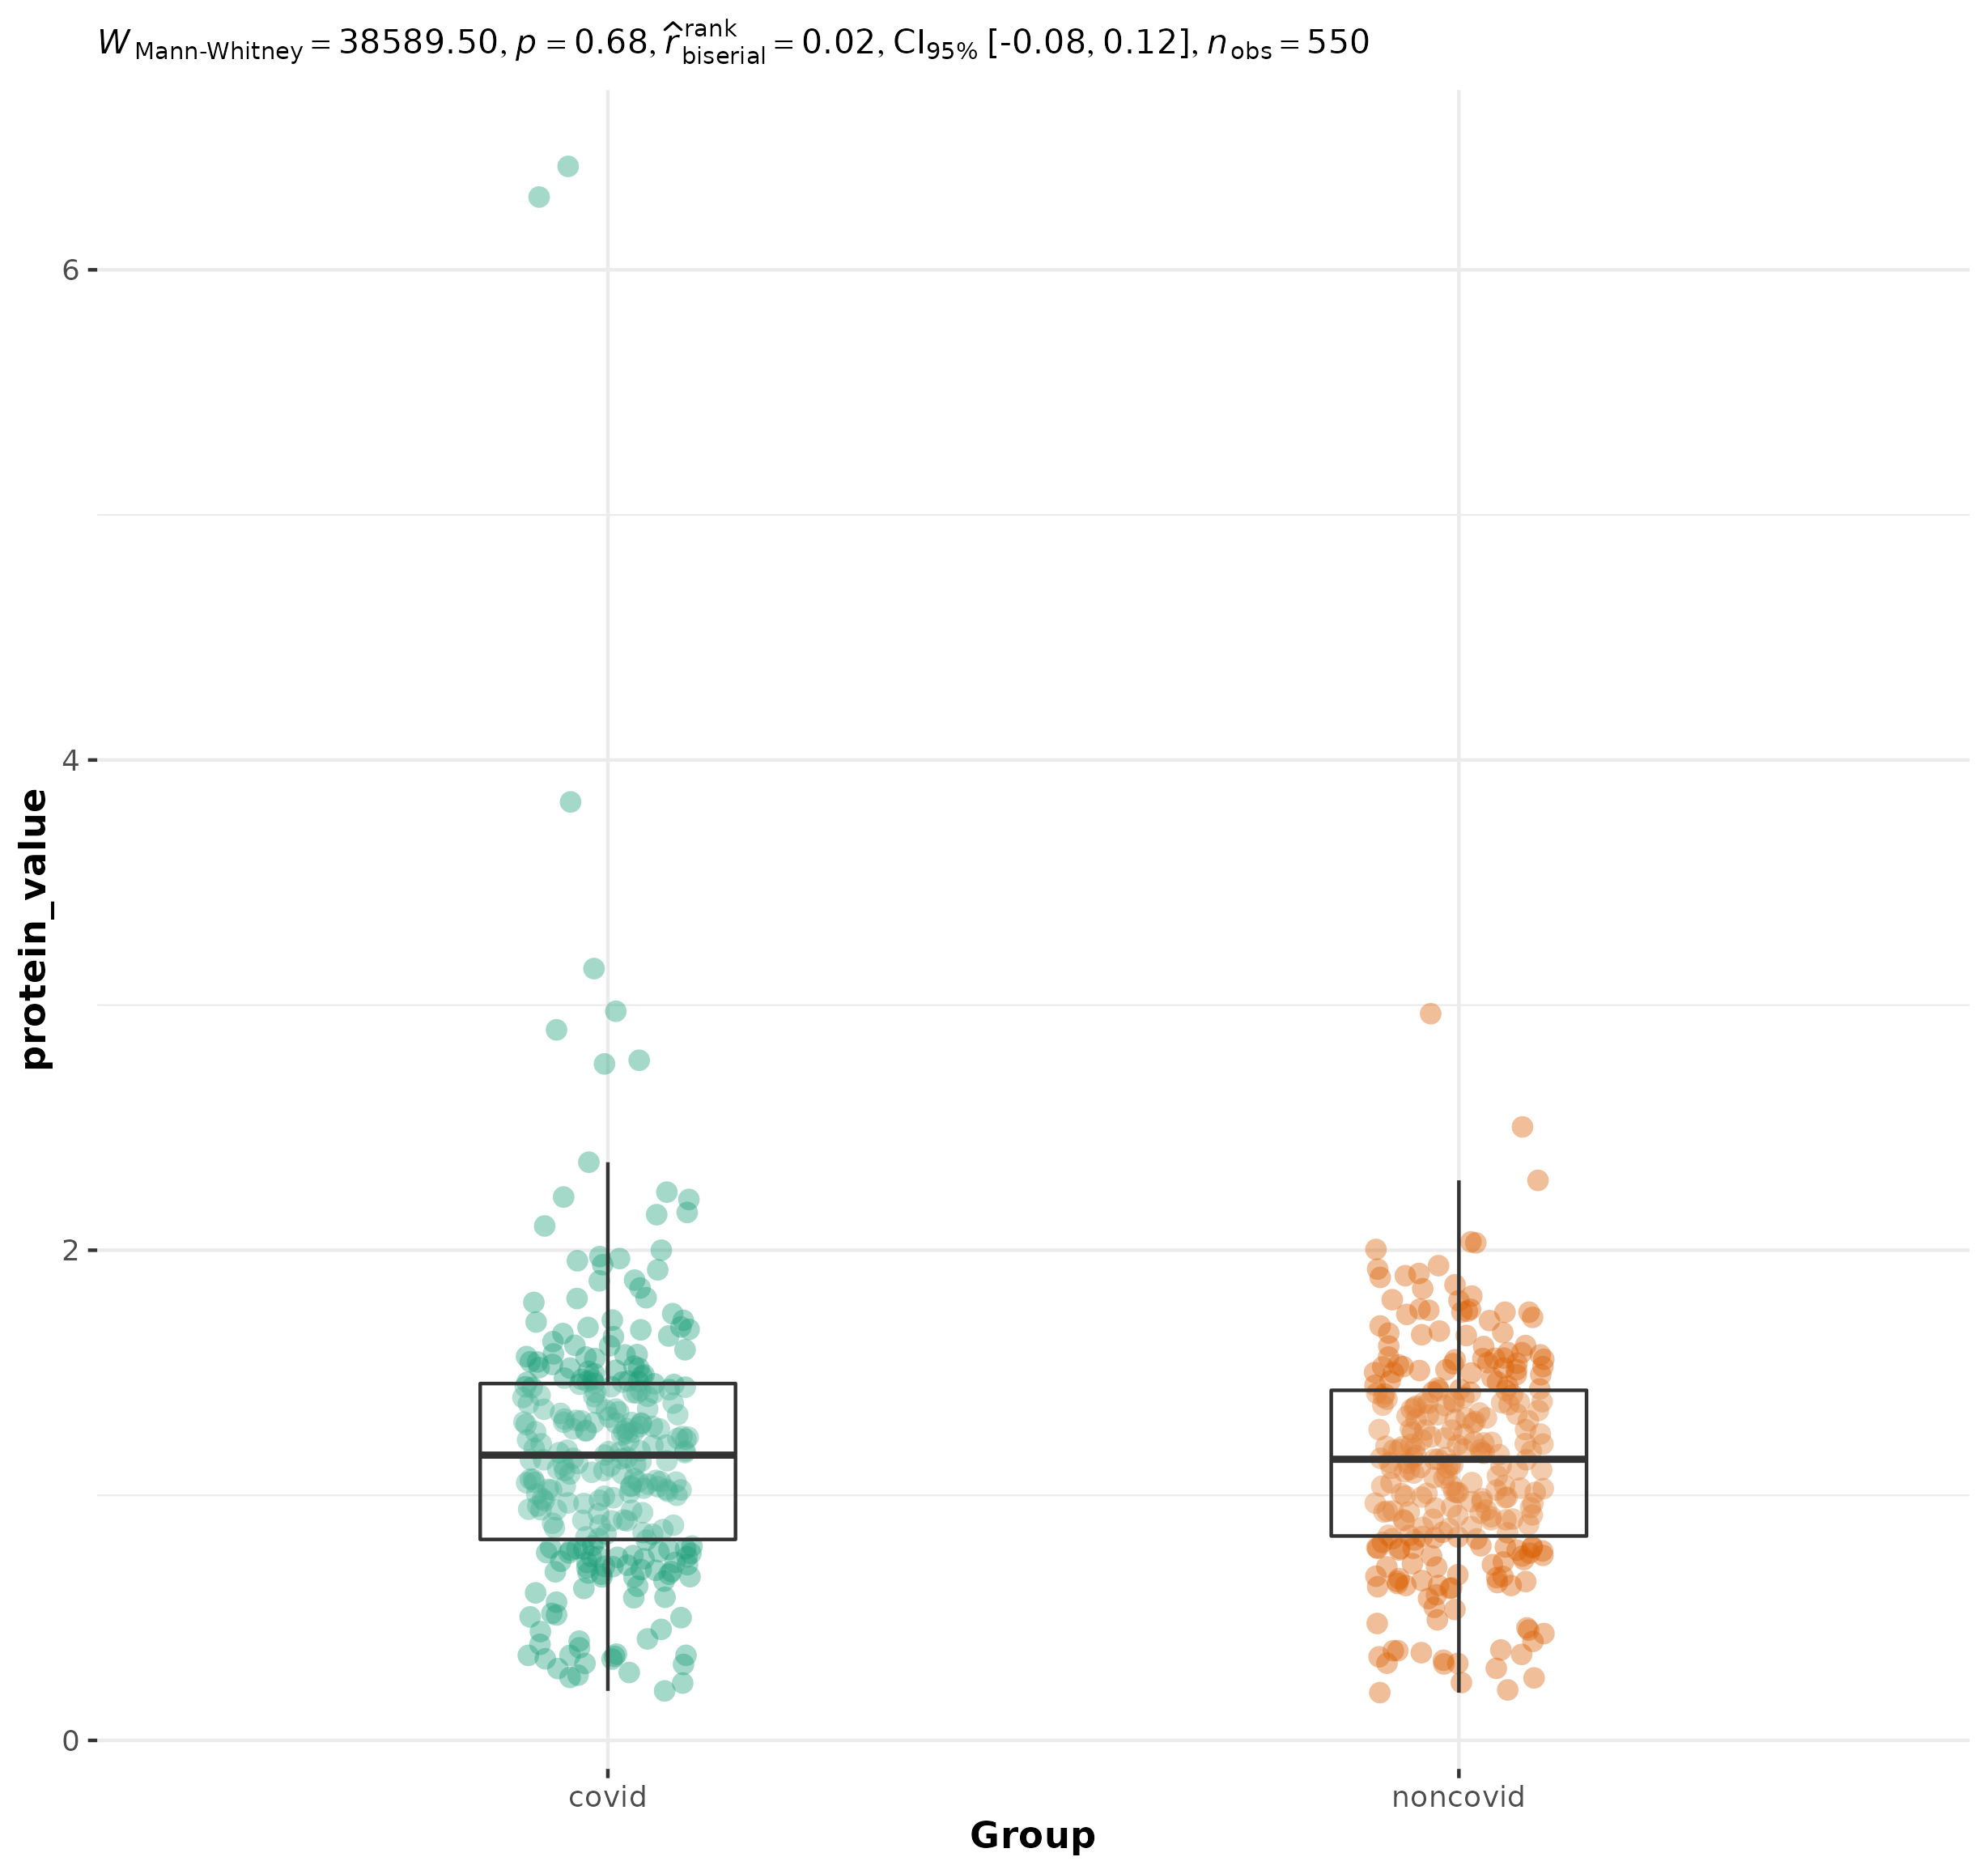 W Mann-Whitney = 38589.50, p = 0.68, r̂ rank biserial = 0.02, CI95% [-0.08, 0.12], n obs = 550
6
4
2
0
protein_value
covid noncovid
Group